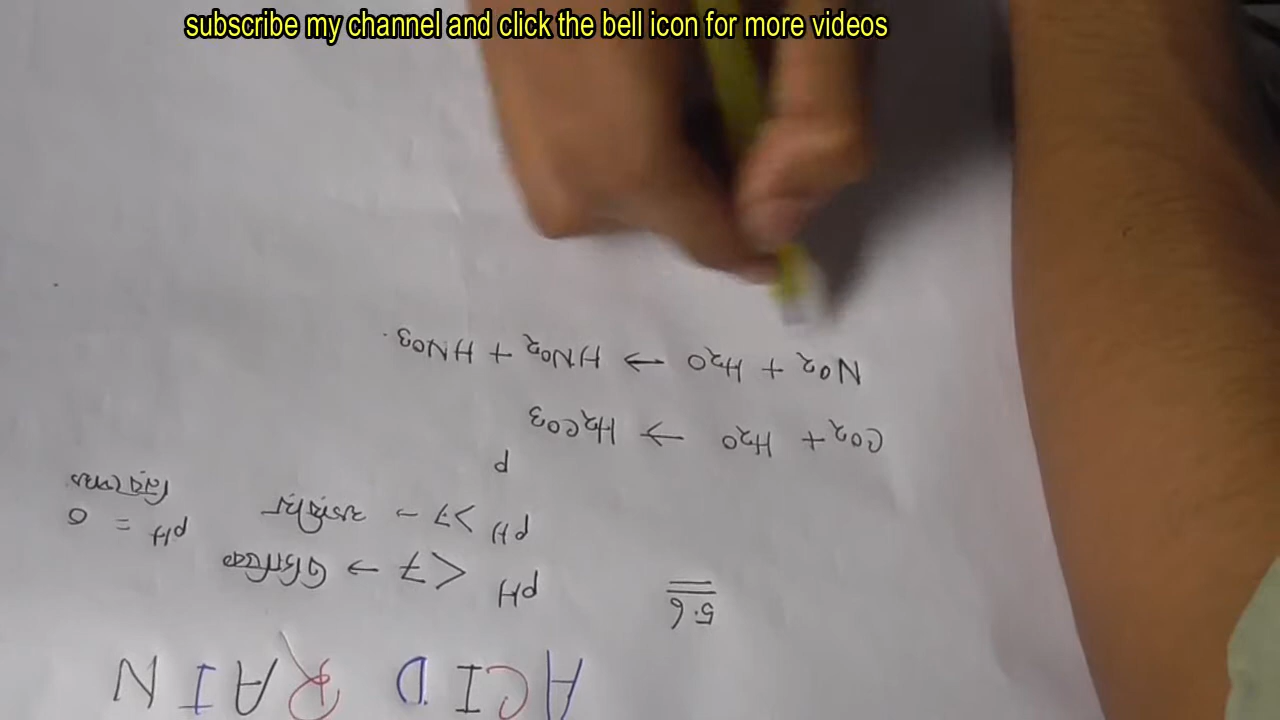 subscribe my channel and click the bell icon for more videos
ACID RAIN
5.6
pH < 7 →
pH >7 -
pH = 0
p
CO2 + H2O → H2CO3
NO2 + H2O → HNO2 + HNO3.